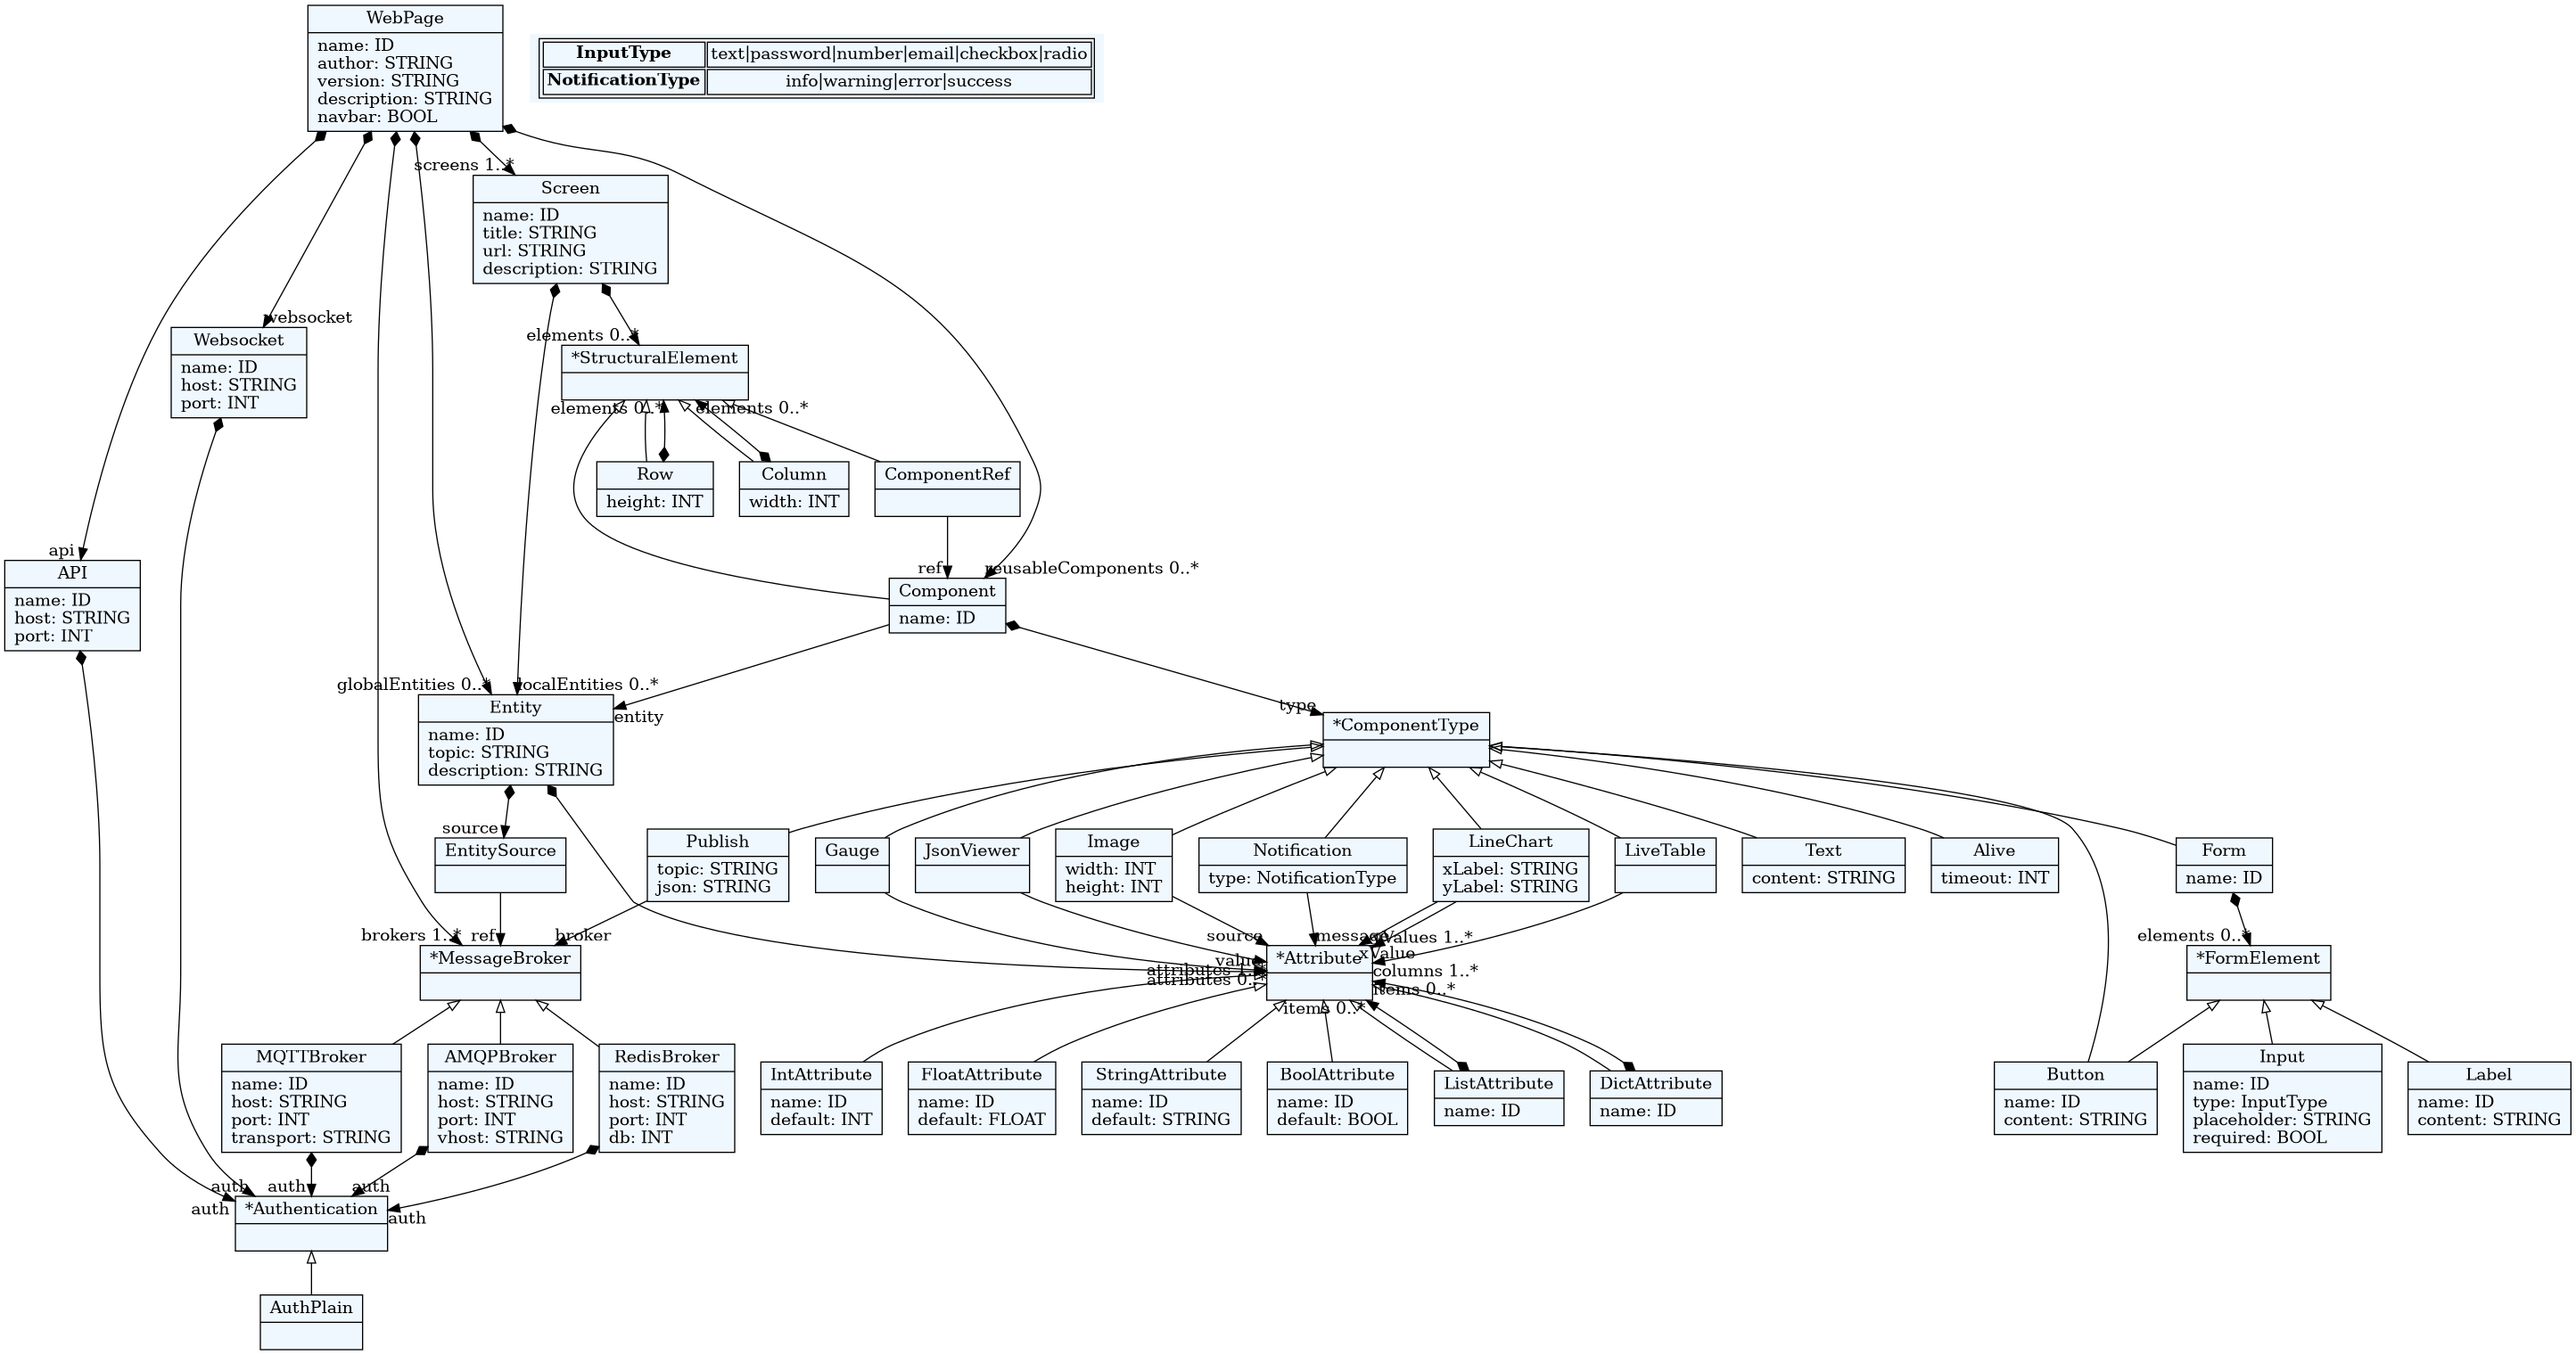 WebPage
name: ID
author: STRING
version: STRING
description: STRING
navbar: BOOL
InputType text|password|number|email|checkbox|radio
NotificationType info|warning|error|success
screens 1..*
Screen
name: ID
title: STRING
url: STRING
description: STRING
websocket
Websocket
name: ID
host: STRING
port: INT
elements 0..*
*StructuralElement
elements 0..*
elements 0..*
Row
height: INT
Column
width: INT
ComponentRef
api
API
name: ID
host: STRING
port: INT
ref
reusableComponents 0..*
Component
name: ID
globalEntities 0..*
localEntities 0..*
Entity
name: ID
topic: STRING
description: STRING
entity
type
*ComponentType
source
EntitySource
Publish
topic: STRING
json: STRING
Gauge
JsonViewer
Image
width: INT
height: INT
Notification
type: NotificationType
LineChart
xLabel: STRING
yLabel: STRING
LiveTable
Text
content: STRING
Alive
timeout: INT
Form
name: ID
brokers 1..*
ref
broker
*MessageBroker
source
message
xValue
value
attributes 1..*
attributes 0..*
*Attribute
columns 1..*
items 0..*
items 0..*
elements 0..*
*FormElement
MQTTBroker
name: ID
host: STRING
port: INT
transport: STRING
AMQPBroker
name: ID
host: STRING
port: INT
vhost: STRING
RedisBroker
name: ID
host: STRING
port: INT
db: INT
IntAttribute
name: ID
default: INT
FloatAttribute
name: ID
default: FLOAT
StringAttribute
name: ID
default: STRING
BoolAttribute
name: ID
default: BOOL
ListAttribute
name: ID
DictAttribute
name: ID
Button
name: ID
content: STRING
Input
name: ID
type: InputType
placeholder: STRING
required: BOOL
Label
name: ID
content: STRING
auth
auth
auth
auth
auth
*Authentication
AuthPlain